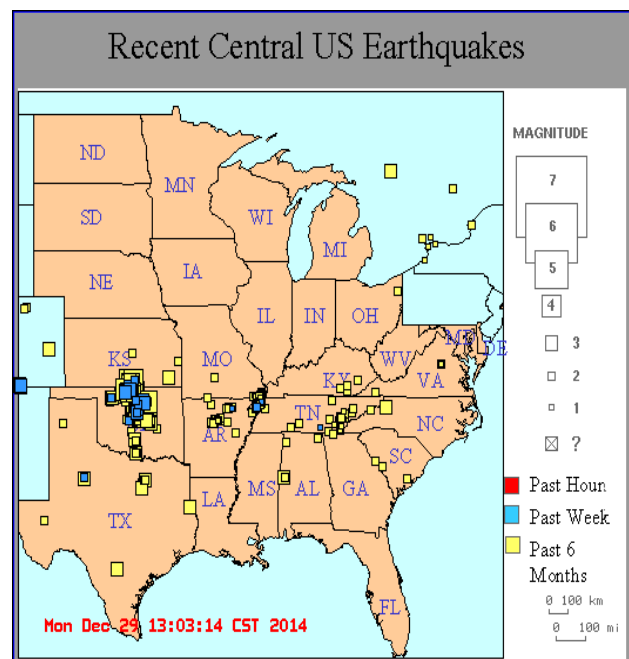 Recent Central US Earthquakes
MAGNITUDE
7
6
5
4
3
2
1
?
Past Hour
Past Week
Past 6
Months
0 100 km
0 100 mi
ND
MN
SD
WI
MI
NE
IA
IL
IN
OH
MD
DE
KS
MO
WV
VA
KY
TN
NC
AR
SC
MS
AL
GA
LA
TX
FL
Mon Dec 29 13:03:14 CST 2014